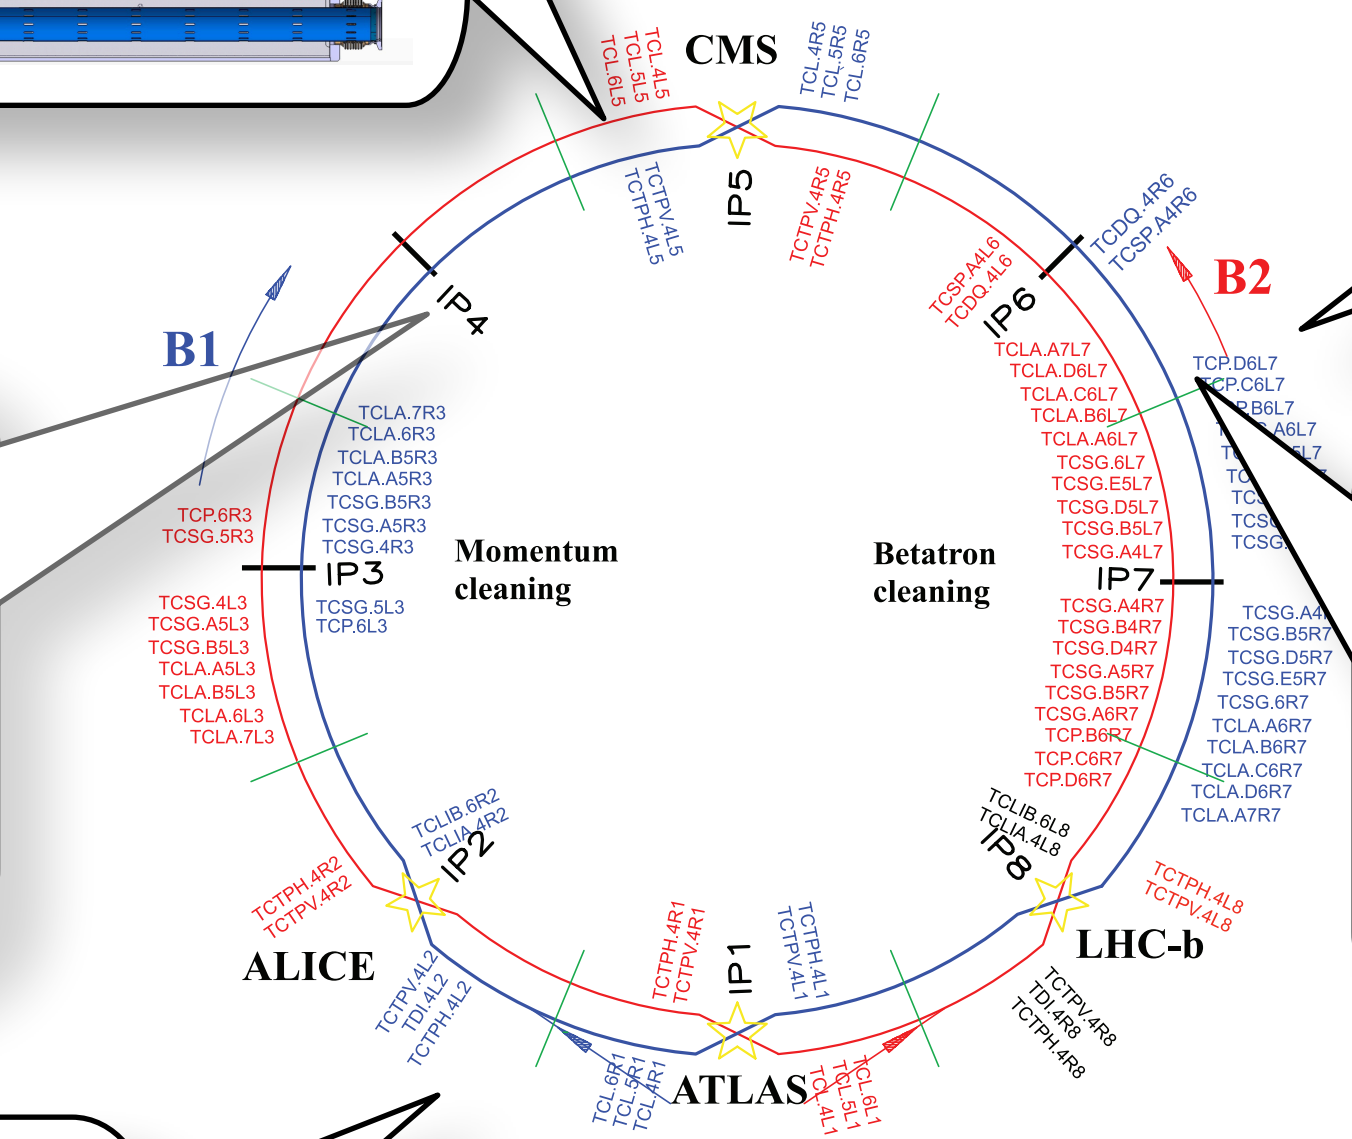 CMS
TCL.6L5
TCL.5L5
TCL.4L5
TCL.4R5
TCL.5R5
TCL.6R5
IP5
TCTPV.4L5
TCTPH.4L5
TCTPV.4R5
TCTPH.4R5
TCDQ.4R6
TCSP.A4R6
TCSP.A4L6
TCDQ.4L6
IP6
B2
IP4
B1
TCLA.7R3
TCLA.6R3
TCLA.B5R3
TCLA.A5R3
TCSG.B5R3
TCSG.A5R3
TCSG.4R3
TCP.6R3
TCSG.5R3
IP3
Momentum
cleaning
TCSG.4L3
TCSG.A5L3
TCSG.B5L3
TCLA.A5L3
TCLA.B5L3
TCLA.6L3
TCLA.7L3
TCSG.5L3
TCP.6L3
Betatron
cleaning
TCLA.A7L7
TCLA.D6L7
TCLA.C6L7
TCLA.B6L7
TCLA.A6L7
TCSG.6L7
TCSG.E5L7
TCSG.D5L7
TCSG.B5L7
TCSG.A4L7
IP7
TCP.D6L7
TCP.C6L7
TCSG.A4R7
TCSG.B4R7
TCSG.D4R7
TCSG.A5R7
TCSG.B5R7
TCSG.A6R7
TCP.B6R7
TCP.C6R7
TCP.D6R7
TCSG.B5R7
TCSG.D5R7
TCSG.E5R7
TCSG.6R7
TCLA.A6R7
TCLA.B6R7
TCLA.C6R7
TCLA.D6R7
TCLA.A7R7
TCLIB.6R2
TCLIA.4R2
IP2
TCTPH.4R2
TCTPV.4R2
ALICE
TCTPV.4L2
TDI.4L2
TCTPH.4L2
TCLIB.6L8
TCLIA.4L8
IP8
TCTPH.4L8
TCTPV.4L8
LHC-b
TCTPV.4R8
TDI.4R8
TCTPH.4R8
TCTPH.4R1
TCTPV.4R1
IP1
TCTPH.4L1
TCTPV.4L1
ATLAS
TCL.6R1
TCL.5R1
TCL.4R1
TCL.6L1
TCL.5L1
TCL.4L1